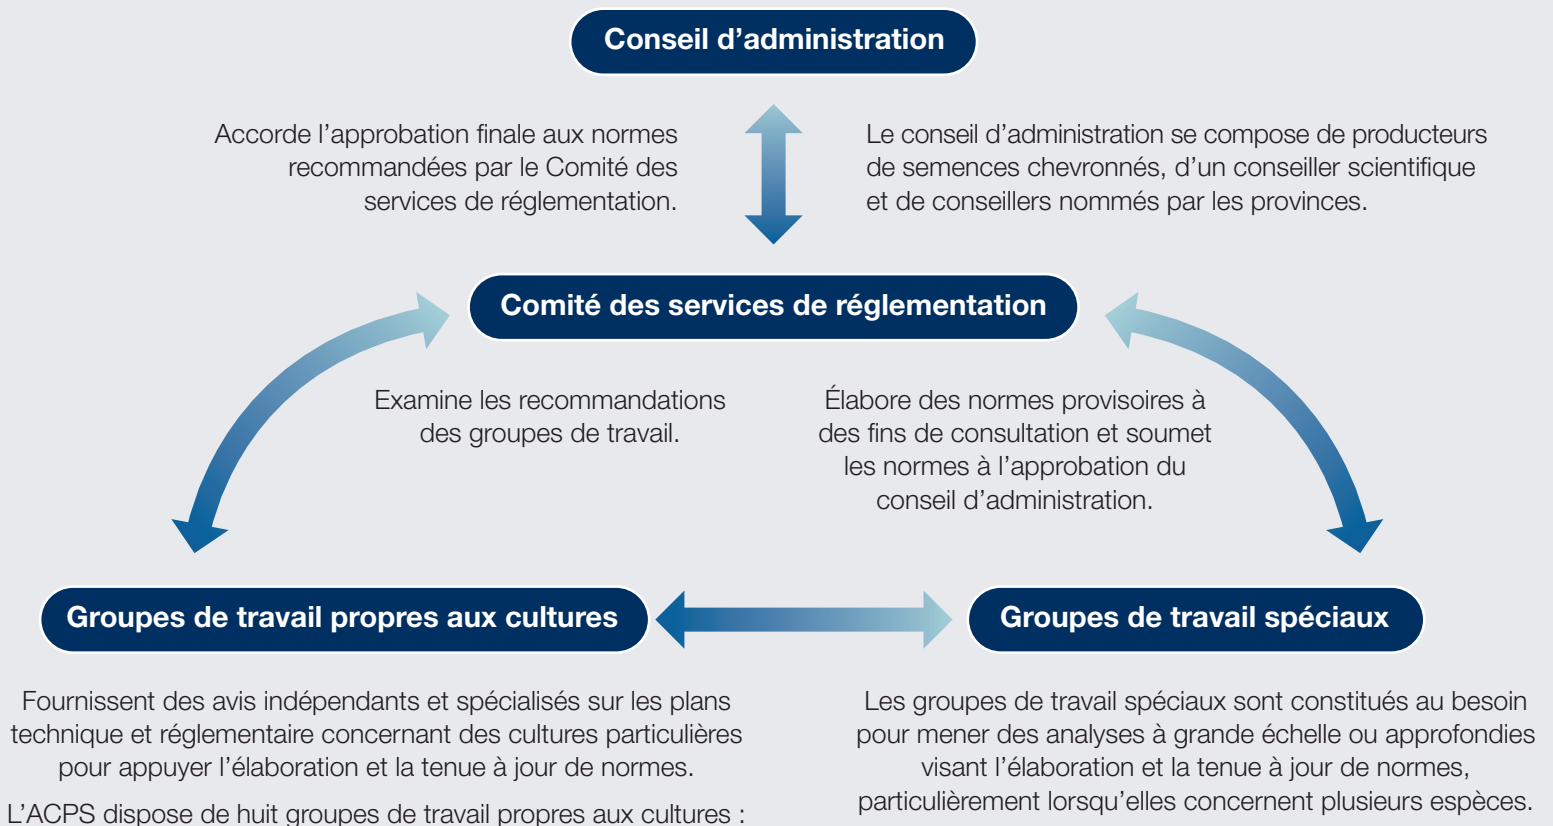 Conseil d’administration
Accorde l’approbation finale aux normes
recommandées par le Comité des
services de réglementation.
Le conseil d’administration se compose de producteurs
de semences chevronnés, d’un conseiller scientifique
et de conseillers nommés par les provinces.
Comité des services de réglementation
Examine les recommandations
des groupes de travail.
Élabore des normes provisoires à
des fins de consultation et soumet
les normes à l’approbation du
conseil d’administration.
Groupes de travail propres aux cultures
Fournissent des avis indépendants et spécialisés sur les plans
technique et réglementaire concernant des cultures particulières
pour appuyer l’élaboration et la tenue à jour de normes.
L’ACPS dispose de huit groupes de travail propres aux cultures :
Groupes de travail spéciaux
Les groupes de travail spéciaux sont constitués au besoin
pour mener des analyses à grande échelle ou approfondies
visant l’élaboration et la tenue à jour de normes,
particulièrement lorsqu’elles concernent plusieurs espèces.